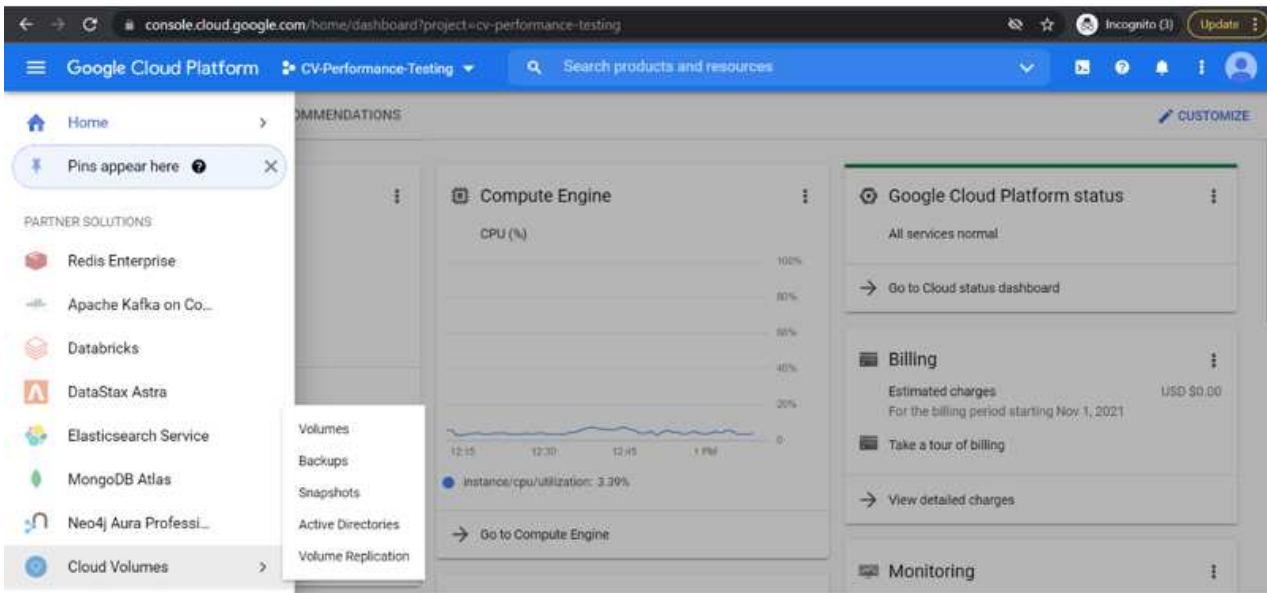 console.cloud.google.com/home/dashboard?project=cv-performance-testing
Incognito (3)
Update
Google Cloud Platform
CV-Performance-Testing
Search products and resources
Home
OMMENDATIONS
CUSTOMIZE
Pins appear here
PARTNER SOLUTIONS
Redis Enterprise
Apache Kafka on Co...
Databricks
DataStax Astra
Elasticsearch Service
MongoDB Atlas
Neo4j Aura Professi...
Cloud Volumes
Volumes
Backups
Snapshots
Active Directories
Volume Replication
Compute Engine
CPU (%)
100%
80%
60%
40%
20%
0
12:15 12:30 12:45 1 PM
instance/cpu/utilization: 3.39%
Go to Compute Engine
Google Cloud Platform status
All services normal
Go to Cloud status dashboard
Billing
Estimated charges USD $0.00
For the billing period starting Nov 1, 2021
Take a tour of billing
View detailed charges
Monitoring